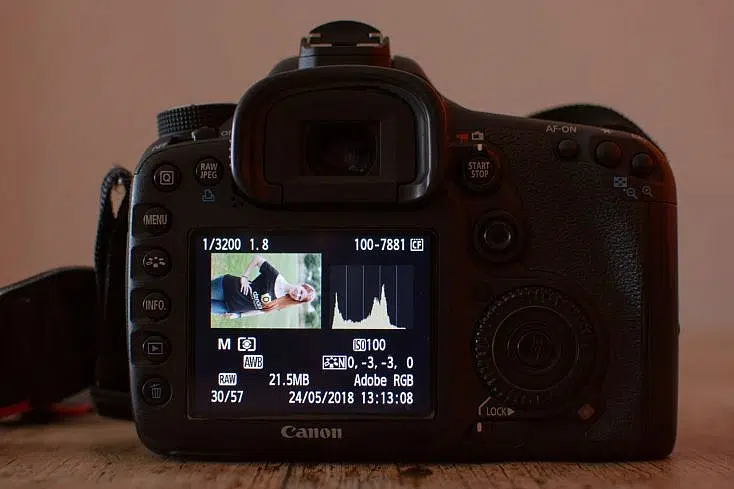 AF-ON
Q
RAW
JPEG
START
STOP
MENU
INFO.
1/3200 1.8 100-7881 CF
M ISO100
AWB N 0, -3, -3, 0
RAW 21.5MB Adobe RGB
30/57 24/05/2018 13:13:08
LOCK
Canon